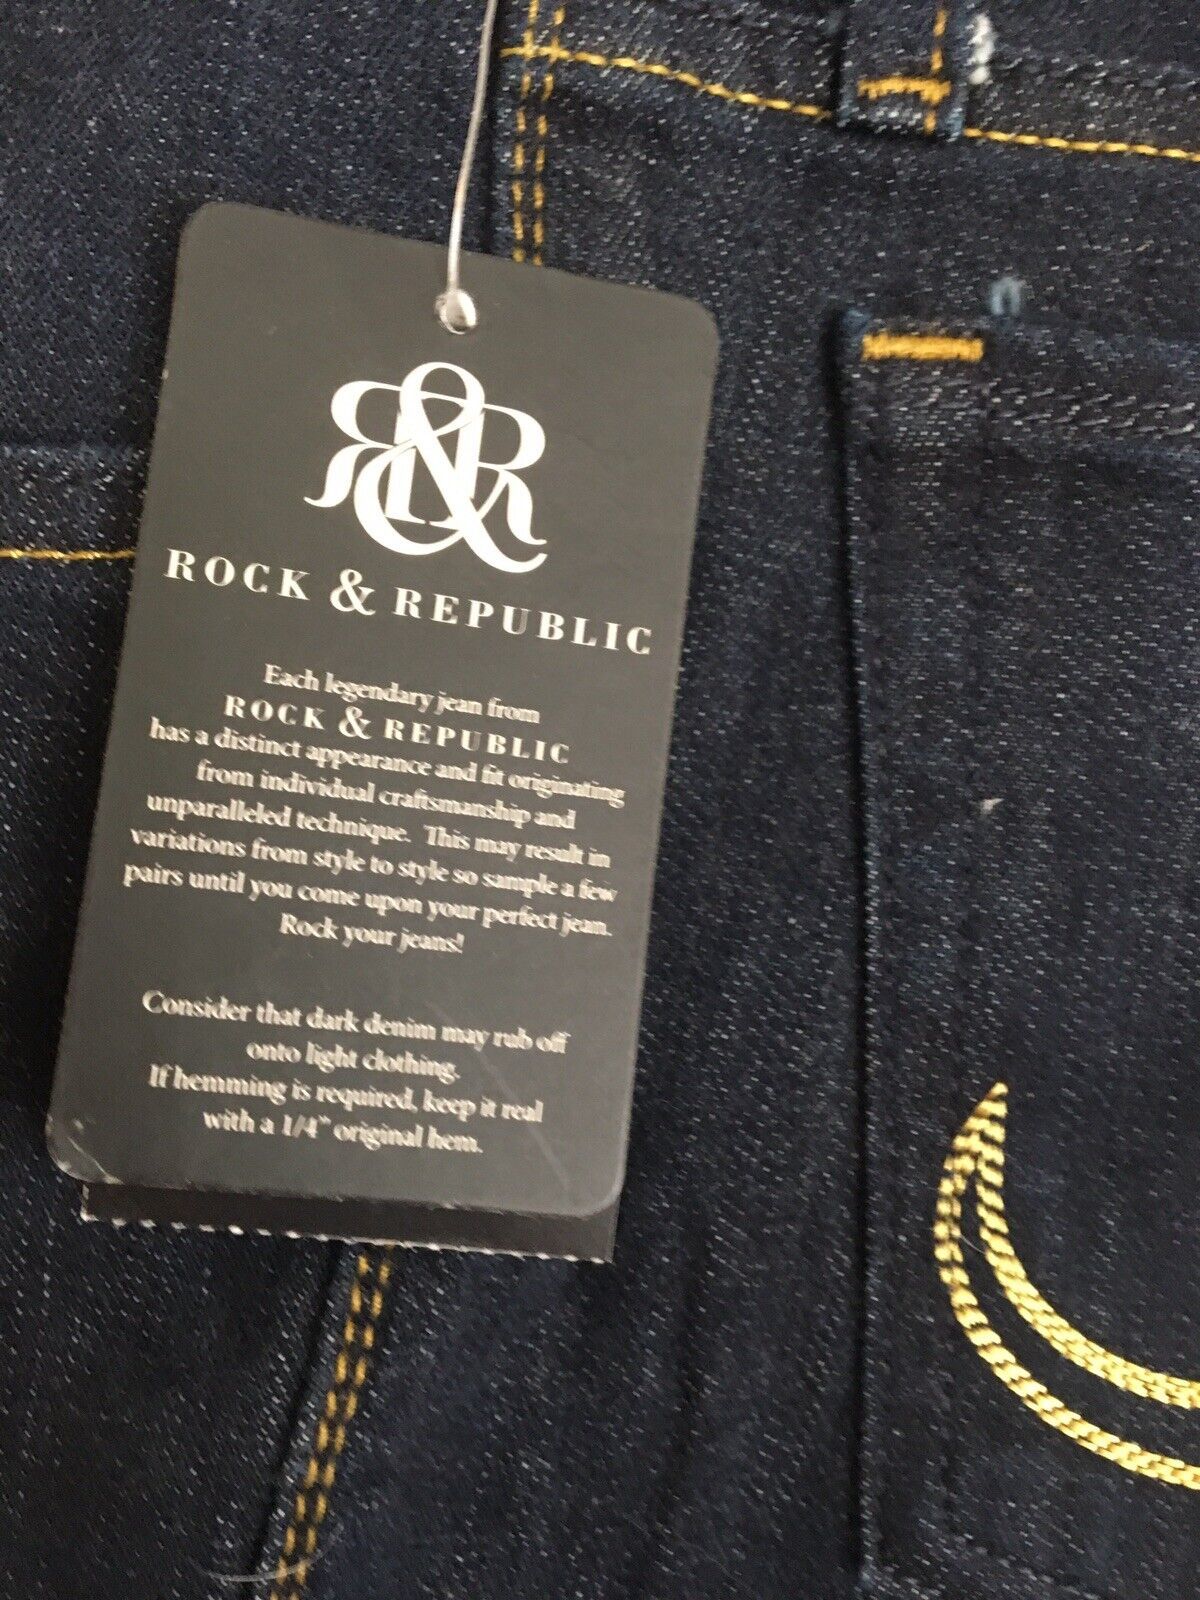 R&R
ROCK & REPUBLIC
Each legendary jean from
ROCK & REPUBLIC
has a distinct appearance and fit originating
from individual craftsmanship and
unparalleled technique. This may result in
variations from style to style so sample a few
pairs until you come upon your perfect jean.
Rock your jeans!
Consider that dark denim may rub off
onto light clothing.
If hemming is required, keep it real
with a 1/4" original hem.